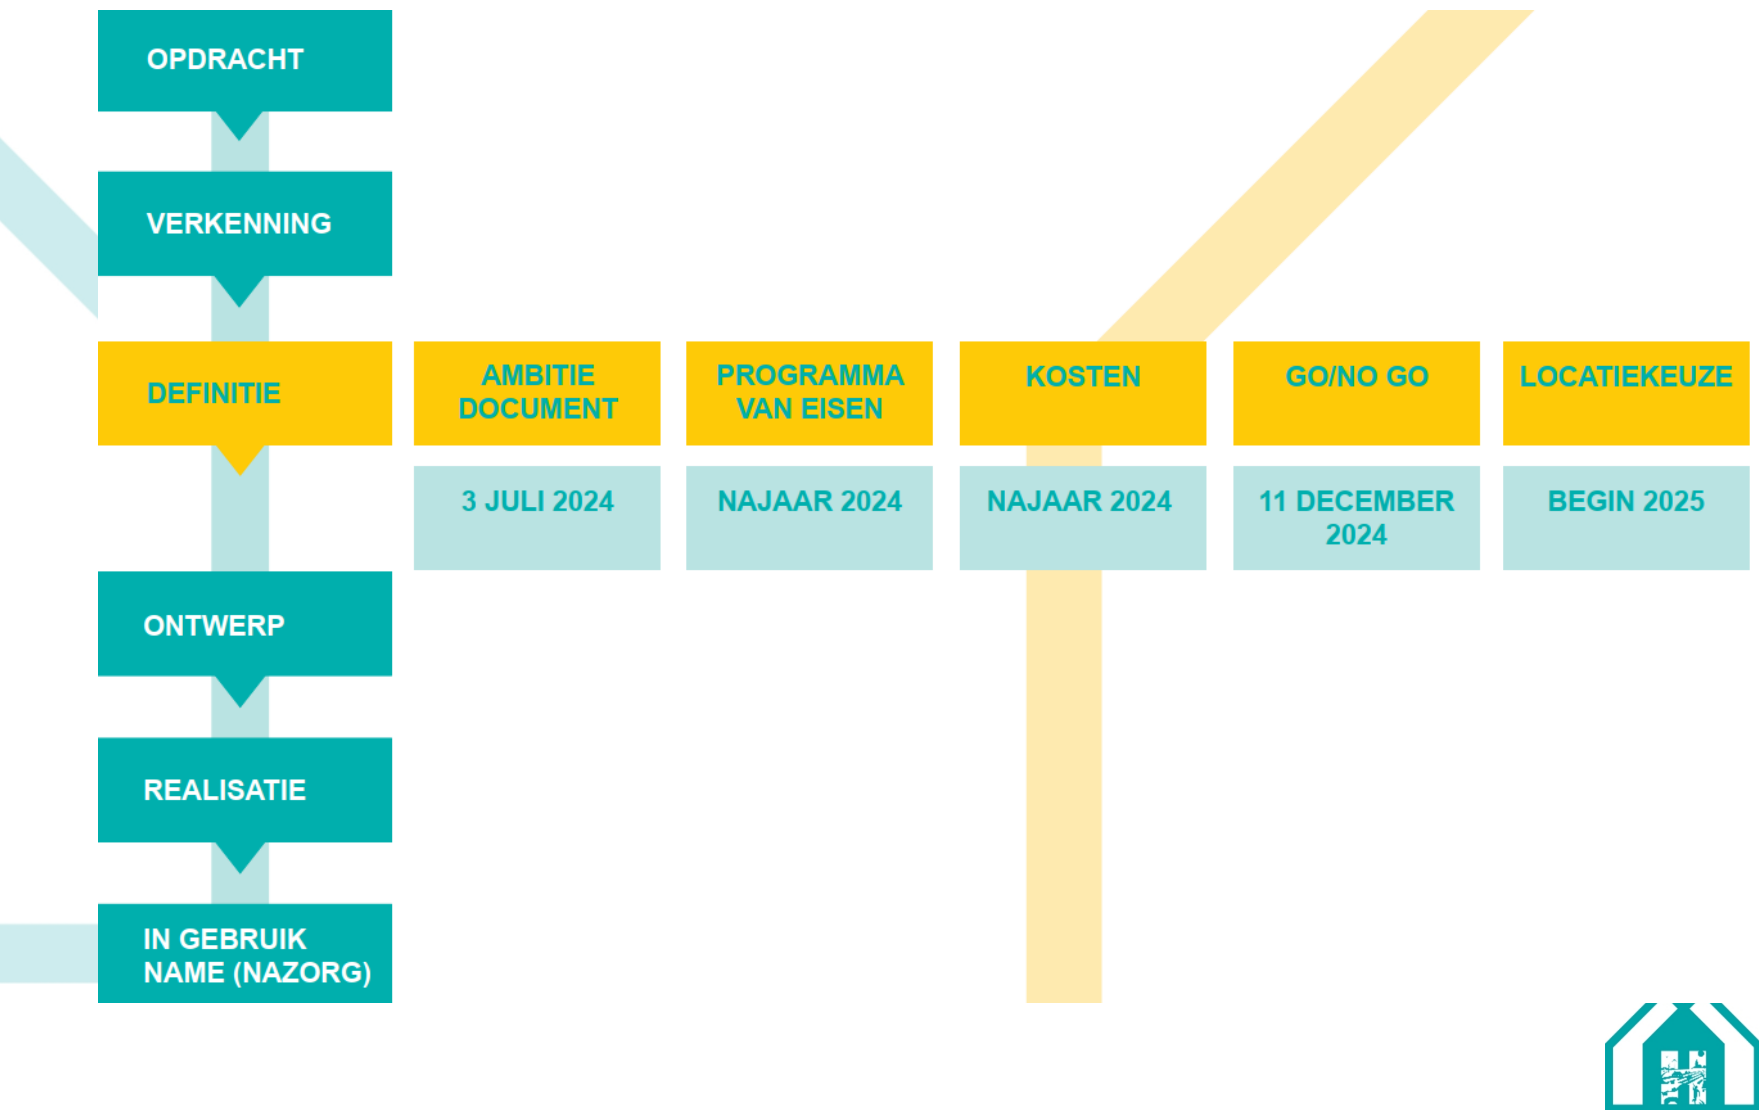 OPDRACHT
VERKENNING
DEFINITIE
AMBITIE
DOCUMENT
PROGRAMMA
VAN EISEN
KOSTEN
GO/NO GO
LOCATIEKEUZE
3 JULI 2024
NAJAAR 2024
NAJAAR 2024
11 DECEMBER
2024
BEGIN 2025
ONTWERP
REALISATIE
IN GEBRUIK
NAME (NAZORG)